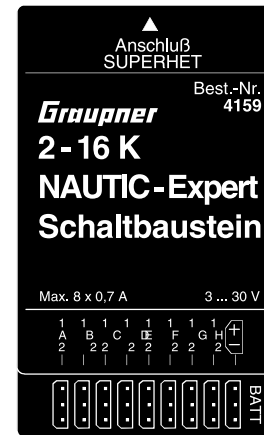 Anschluß
SUPERHET
Best.-Nr.
4159
Graupner
2-16 K
NAUTIC-Expert
Schaltbaustein
Max. 8 x 0,7 A 3 ... 30 V
1 1 1 1 1 1 1 1 +
A B C D E F G H
2 2 2 2 2 2 2 2 −
BATT